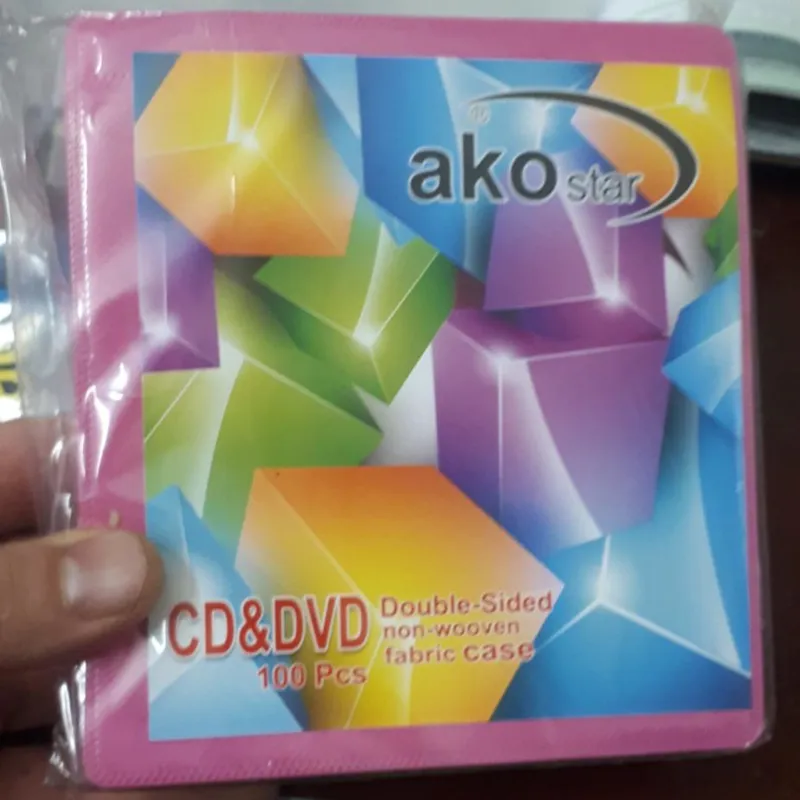 ®
ako star
CD&DVD
100 Pcs
Double-Sided
non-wooven
fabric case